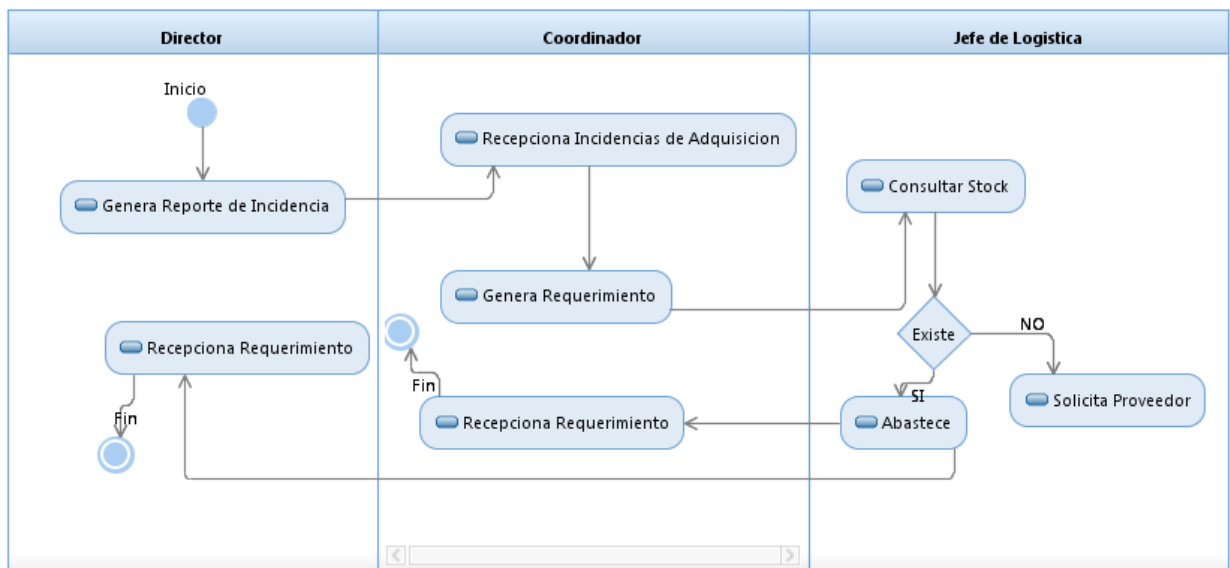 Director
Coordinador
Jefe de Logistica
Inicio
Genera Reporte de Incidencia
Recepciona Incidencias de Adquisicion
Consultar Stock
Genera Requerimiento
Existe
NO
Recepciona Requerimiento
Fin
Fin
Recepciona Requerimiento
SI
Abastece
Solicita Proveedor